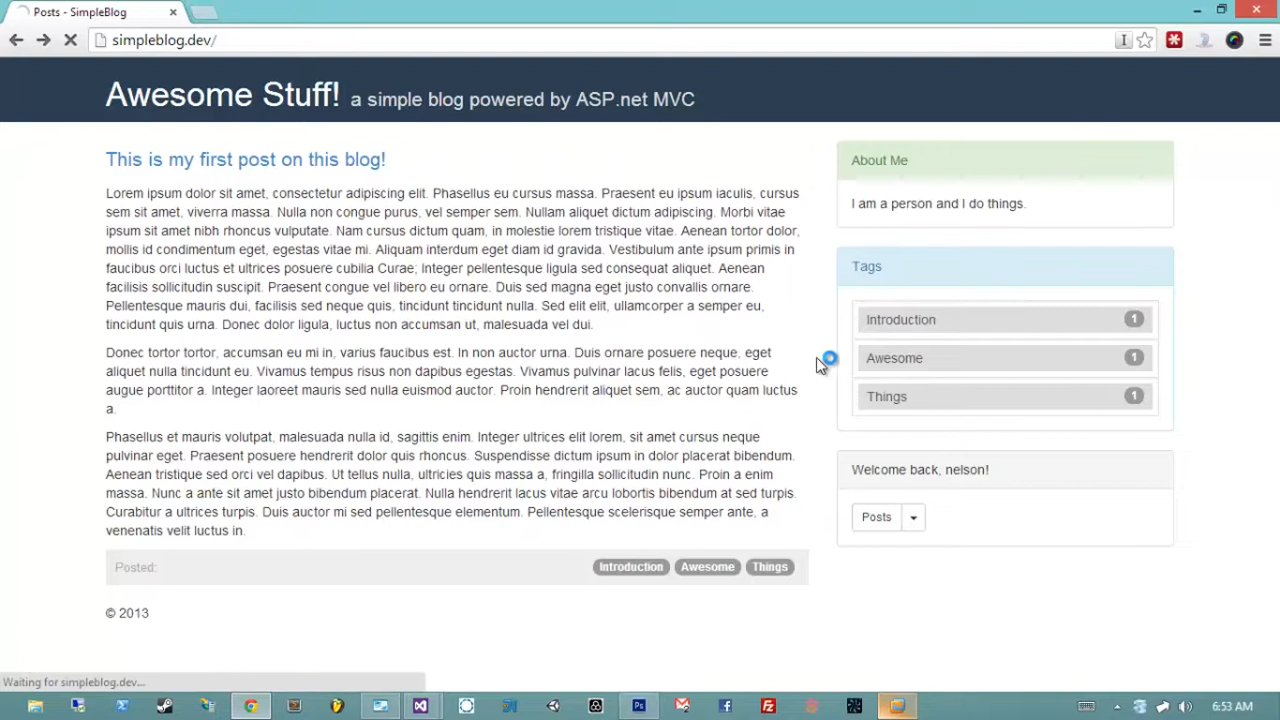 Posts - SimpleBlog
simpleblog.dev/
Awesome Stuff! a simple blog powered by ASP.net MVC
This is my first post on this blog!
Lorem ipsum dolor sit amet, consectetur adipiscing elit. Phasellus eu cursus massa. Praesent eu ipsum iaculis, cursus
sem sit amet, viverra massa. Nulla non congue purus, vel semper sem. Nullam aliquet dictum adipiscing. Morbi vitae
ipsum sit amet nibh rhoncus vulputate. Nam cursus dictum quam, in molestie lorem tristique vitae. Aenean tortor dolor,
mollis id condimentum eget, egestas vitae mi. Aliquam interdum eget diam id gravida. Vestibulum ante ipsum primis in
faucibus orci luctus et ultrices posuere cubilia Curae; Integer pellentesque ligula sed consequat aliquet. Aenean
facilisis sollicitudin suscipit. Praesent congue vel libero eu ornare. Duis sed magna eget justo convallis ornare.
Pellentesque mauris dui, facilisis sed neque quis, tincidunt tincidunt nulla. Sed elit elit, ullamcorper a semper eu,
tincidunt quis urna. Donec dolor ligula, luctus non accumsan ut, malesuada vel dui.
Donec tortor tortor, accumsan eu mi in, varius faucibus est. In non auctor urna. Duis ornare posuere neque, eget
aliquet nulla tincidunt eu. Vivamus tempus risus non dapibus egestas. Vivamus pulvinar lacus felis, eget posuere
augue porttitor a. Integer laoreet mauris sed nulla euismod auctor. Proin hendrerit aliquet sem, ac auctor quam luctus
a.
Phasellus et mauris volutpat, malesuada nulla id, sagittis enim. Integer ultrices elit lorem, sit amet cursus neque
pulvinar eget. Praesent posuere hendrerit dolor quis rhoncus. Suspendisse dictum ipsum in dolor placerat bibendum.
Aenean tristique sed orci vel dapibus. Ut tellus nulla, ultricies quis massa a, fringilla sollicitudin nunc. Proin a enim
massa. Nunc a ante sit amet justo bibendum placerat. Nulla hendrerit lacus vitae arcu lobortis bibendum at sed turpis.
Curabitur a ultrices turpis. Duis auctor mi sed pellentesque elementum. Pellentesque scelerisque semper ante, a
venenatis velit luctus in.
Posted: Introduction Awesome Things
© 2013
About Me
I am a person and I do things.
Tags
Introduction 1
Awesome 1
Things 1
Welcome back, nelson!
Posts
Waiting for simpleblog.dev...
6:53 AM